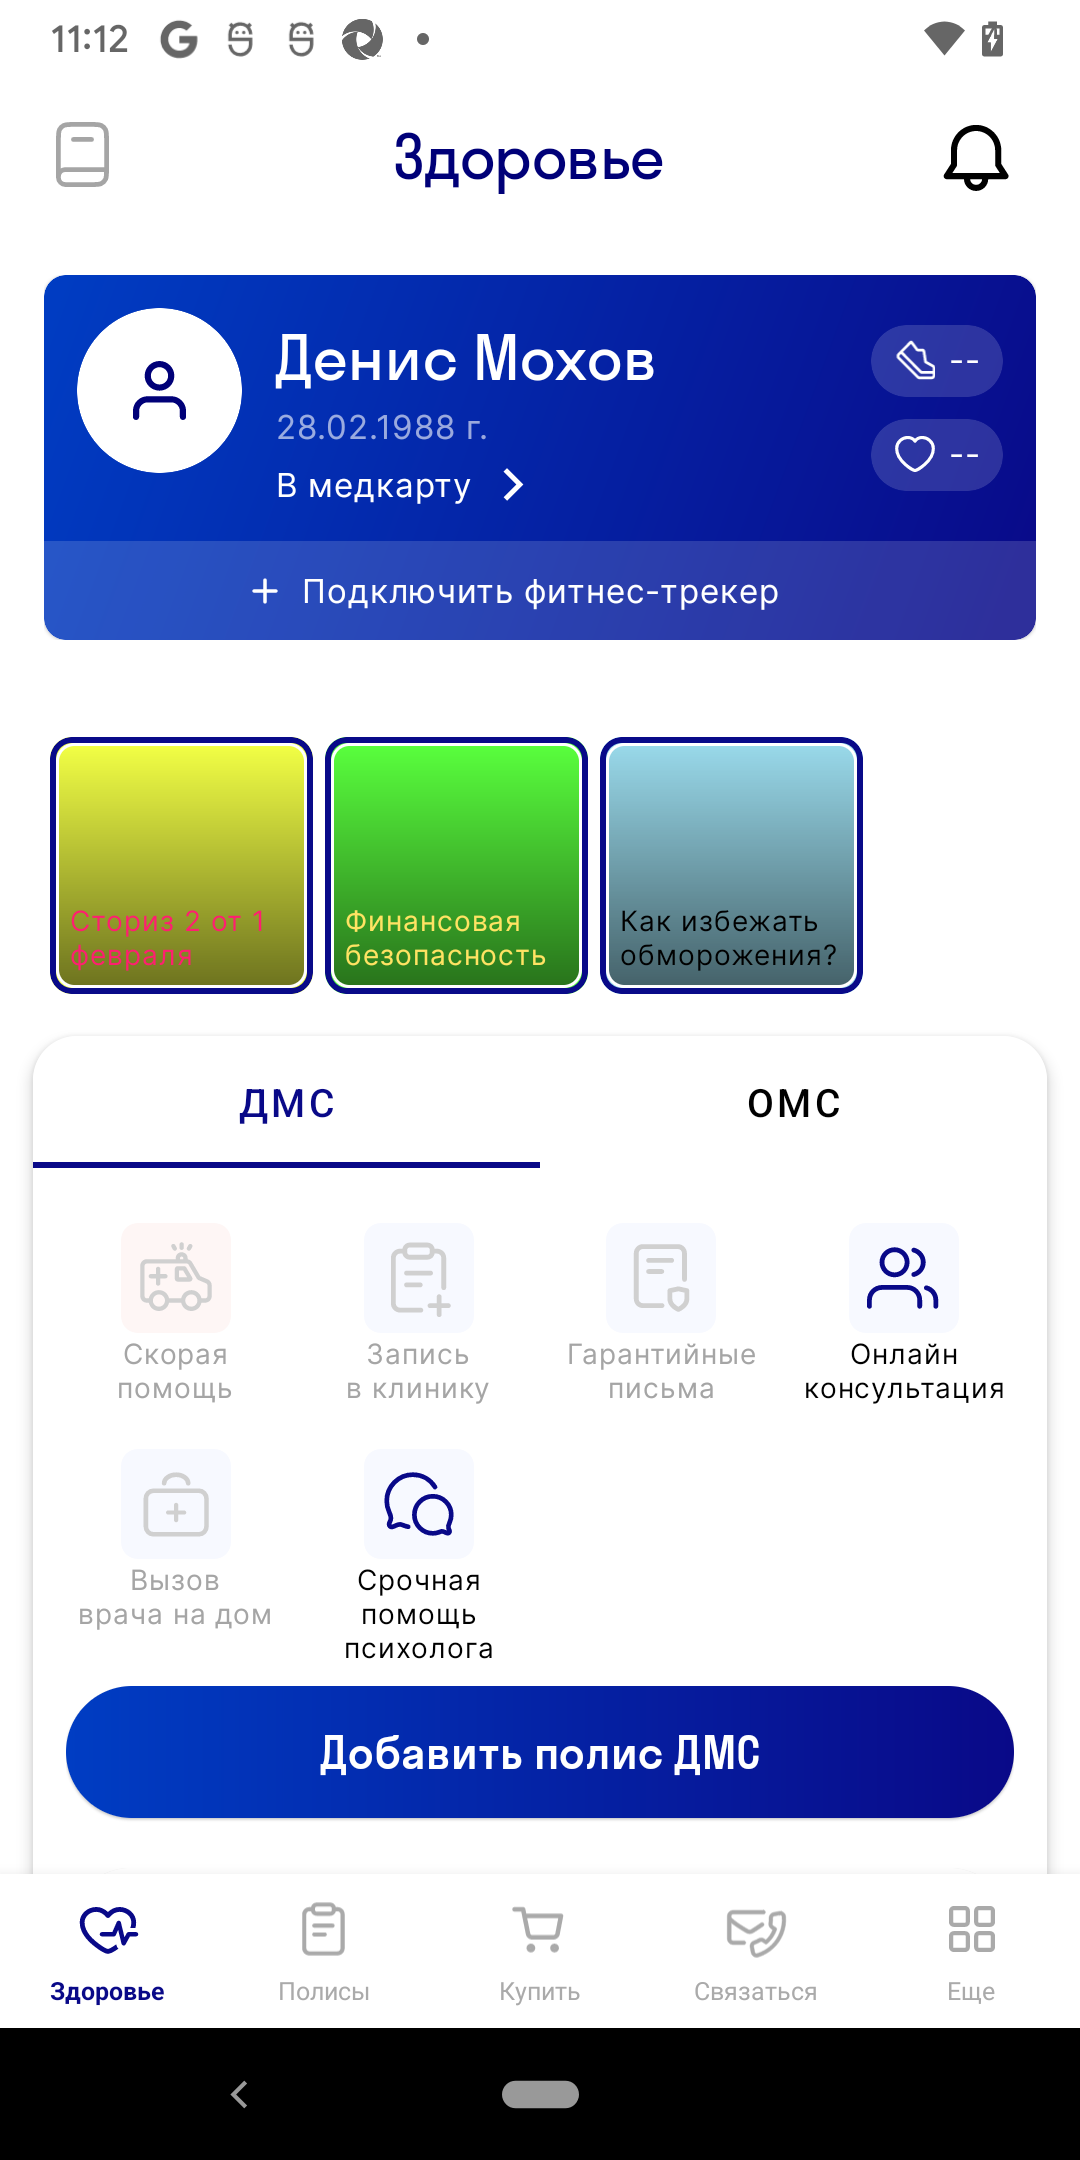 11:12
Здоровье
Денис Мохов
28.02.1988 г.
В медкарту
--
--
+ Подключить фитнес-трекер
Сториз 2 от 1
февраля
Финансовая
безопасность
Как избежать
обморожения?
ДМС
ОМС
Скорая
помощь
Запись
в клинику
Гарантийные
письма
Онлайн
консультация
Вызов
врача на дом
Срочная
помощь
психолога
Добавить полис ДМС
Здоровье
Полисы
Купить
Связаться
Еще